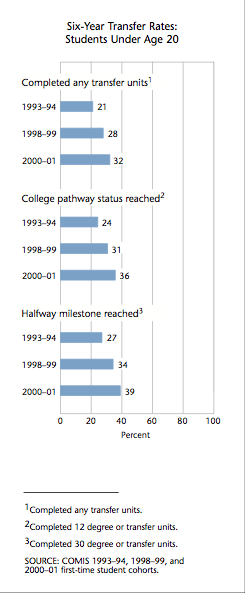 Six-Year Transfer Rates:
Students Under Age 20
Completed any transfer units1
1993–94 21
1998–99 28
2000–01 32
College pathway status reached2
1993–94 24
1998–99 31
2000–01 36
Halfway milestone reached3
1993–94 27
1998–99 34
2000–01 39
0 20 40 60 80 100
Percent
1Completed any transfer units.
2Completed 12 degree or transfer units.
3Completed 30 degree or transfer units.
SOURCE: COMIS 1993–94, 1998–99, and
2000–01 first-time student cohorts.